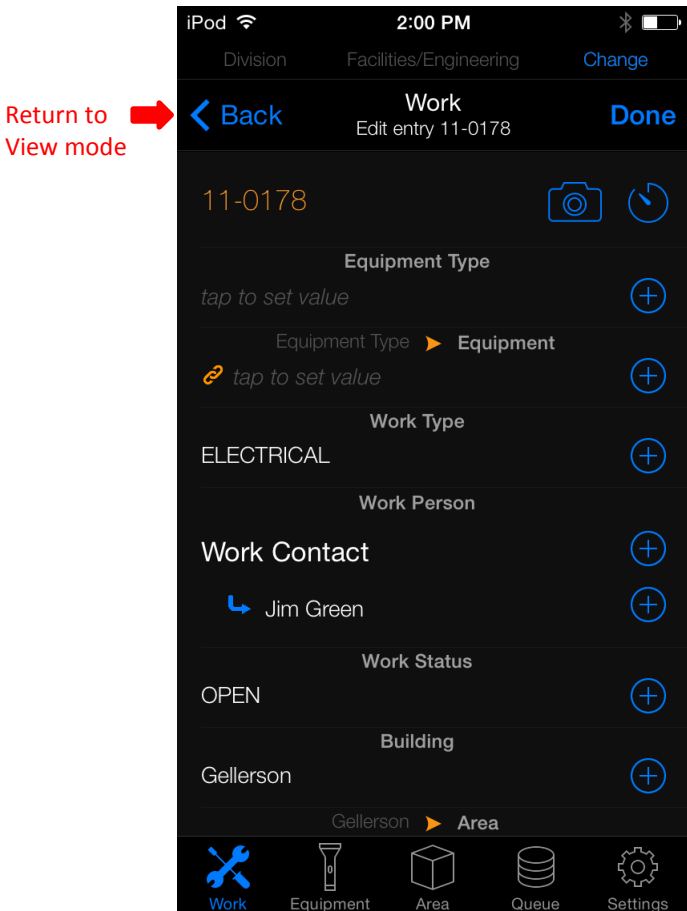 iPod 2:00 PM
Division Facilities/Engineering Change
Return to
View mode
Back Work Done
Edit entry 11-0178
11-0178
Equipment Type
tap to set value
Equipment Type Equipment
tap to set value
Work Type
ELECTRICAL
Work Person
Work Contact
Jim Green
Work Status
OPEN
Building
Gellerson
Gellerson Area
Work Equipment Area Queue Settings